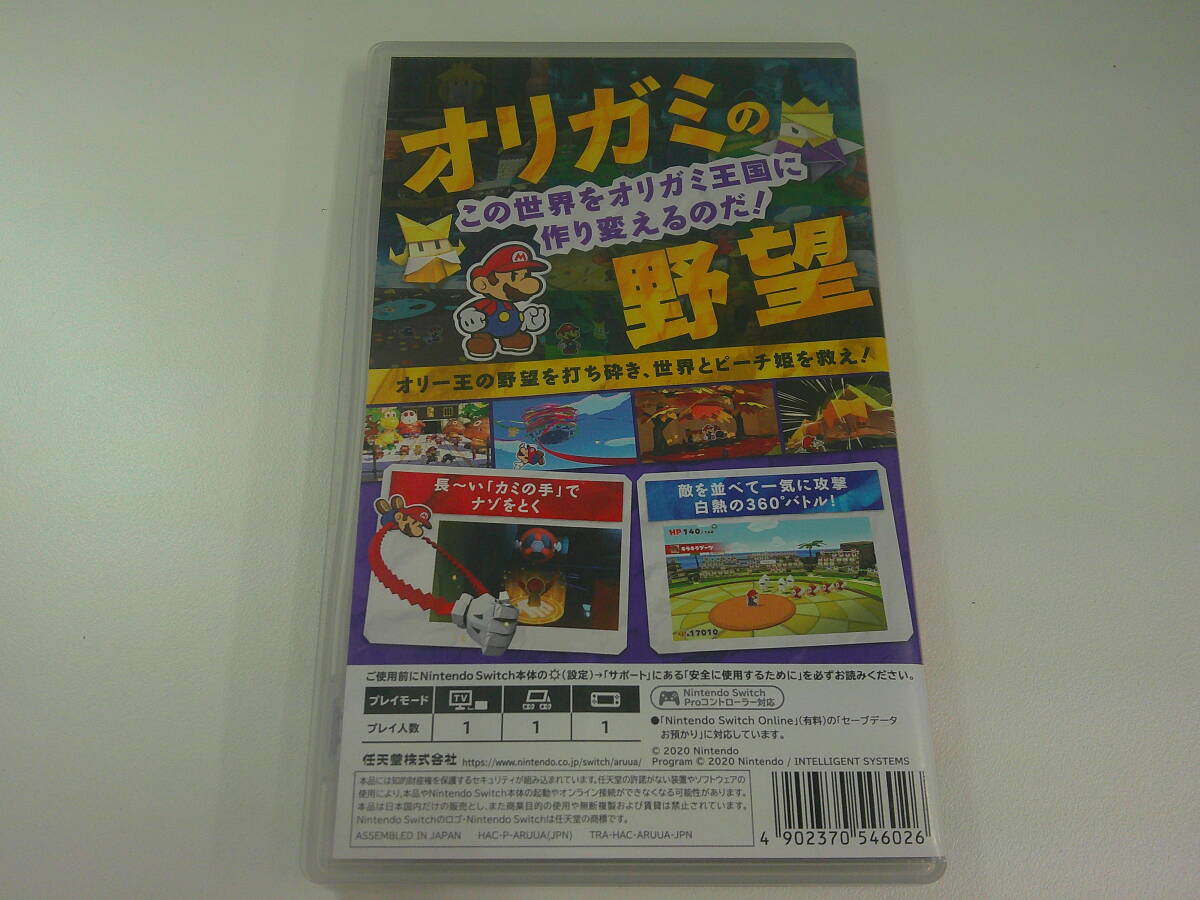 オリガミの
この世界をオリガミ王国に
作り変えるのだ!
野望
オリー王の野望を打ち砕き、世界とピーチ姫を救え!
長〜い「カミの手」で
ナゾをとく
敵を並べて一気に攻撃
白熱の360°バトル!
HP 140/140
キラキラブーツ
17010
ご使用前にNintendo Switch本体の(設定)→「サポート」にある「安全に使用するために」を必ずお読みください。
プレイモード TV
プレイ人数 1 1 1
Nintendo Switch
Proコントローラー対応
●「Nintendo Switch Online」(有料)の「セーブデータ
お預かり」に対応しています。
任天堂株式会社 https://www.nintendo.co.jp/switch/aruua/
© 2020 Nintendo
Program © 2020 Nintendo / INTELLIGENT SYSTEMS
本品には知的財産権を保護するセキュリティが組み込まれています。任天堂の許諾がない装置やソフトウェアの
使用により、本品やNintendo Switch本体の起動やオンライン接続ができなくなる可能性があります。
本品は日本国内だけの販売とし、また商業目的の使用や無断複製および賃貸は禁止されています。
Nintendo Switchのロゴ・Nintendo Switchは任天堂の商標です。
ASSEMBLED IN JAPAN HAC-P-ARUUA(JPN) TRA-HAC-ARUUA-JPN
4 902370 546026